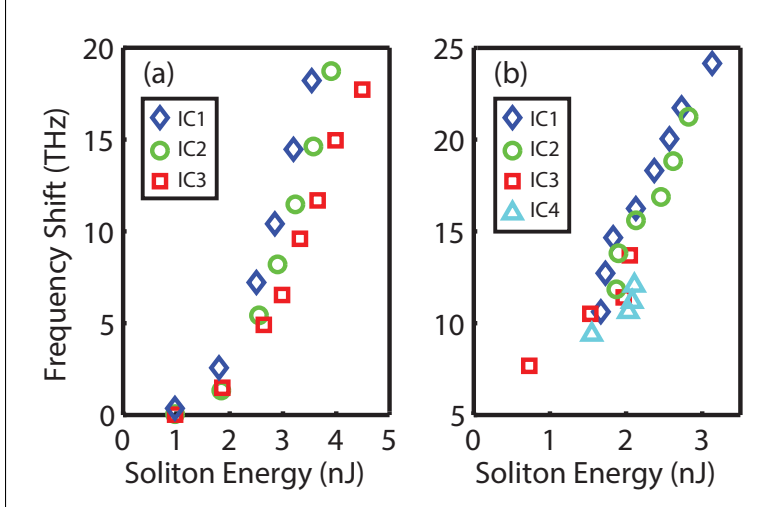 (a)
IC1
IC2
IC3
Frequency Shift (THz)
20
15
10
5
0
0 1 2 3 4 5
Soliton Energy (nJ)
(b)
IC1
IC2
IC3
IC4
25
20
15
10
5
0 1 2 3
Soliton Energy (nJ)